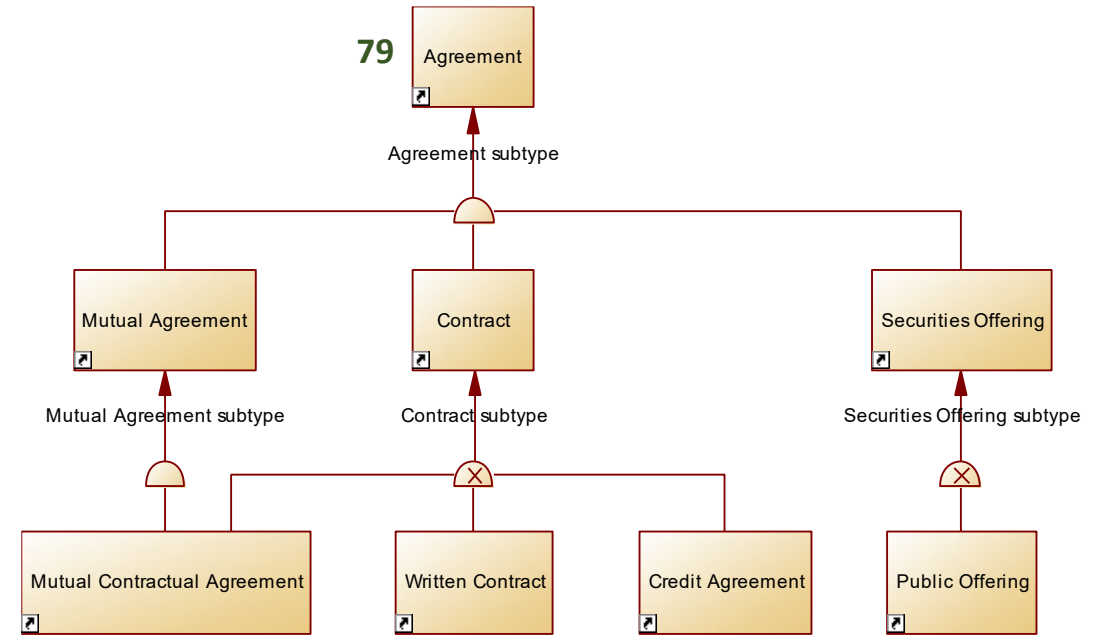 79
Agreement
Agreement subtype
Mutual Agreement
Contract
Securities Offering
Mutual Agreement subtype
Contract subtype
Securities Offering subtype
Mutual Contractual Agreement
Written Contract
Credit Agreement
Public Offering